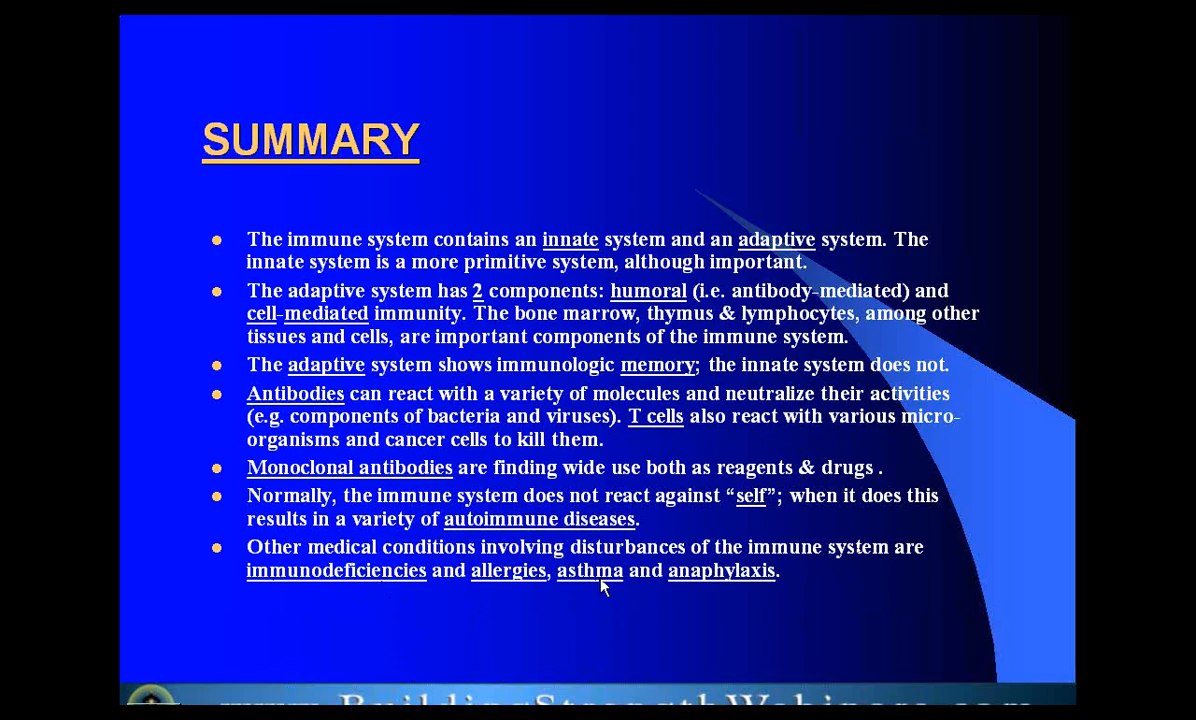 SUMMARY
The immune system contains an innate system and an adaptive system. The
innate system is a more primitive system, although important.
The adaptive system has 2 components: humoral (i.e. antibody-mediated) and
cell-mediated immunity. The bone marrow, thymus & lymphocytes, among other
tissues and cells, are important components of the immune system.
The adaptive system shows immunologic memory; the innate system does not.
Antibodies can react with a variety of molecules and neutralize their activities
(e.g. components of bacteria and viruses). T cells also react with various micro-
organisms and cancer cells to kill them.
Monoclonal antibodies are finding wide use both as reagents & drugs .
Normally, the immune system does not react against “self”; when it does this
results in a variety of autoimmune diseases.
Other medical conditions involving disturbances of the immune system are
immunodeficiencies and allergies, asthma and anaphylaxis.
www.BuildingStrengthWebinars.com